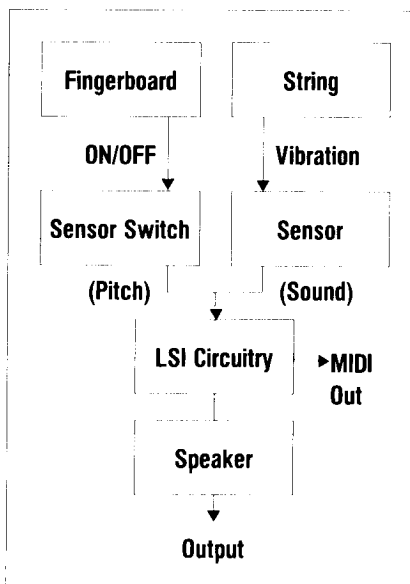 Fingerboard
String
ON/OFF
Vibration
Sensor Switch
Sensor
(Pitch)
(Sound)
LSI Circuitry
MIDI
Out
Speaker
Output